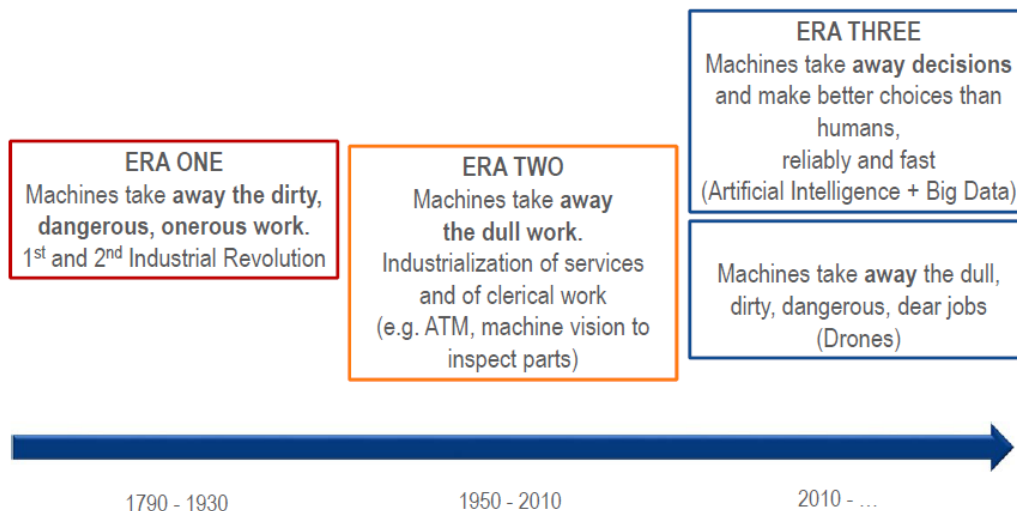 ERA ONE
Machines take away the dirty,
dangerous, onerous work.
1st and 2nd Industrial Revolution
ERA TWO
Machines take away
the dull work.
Industrialization of services
and of clerical work
(e.g. ATM, machine vision to
inspect parts)
ERA THREE
Machines take away decisions
and make better choices than
humans,
reliably and fast
(Artificial Intelligence + Big Data)
Machines take away the dull,
dirty, dangerous, dear jobs
(Drones)
1790 - 1930
1950 - 2010
2010 - ...